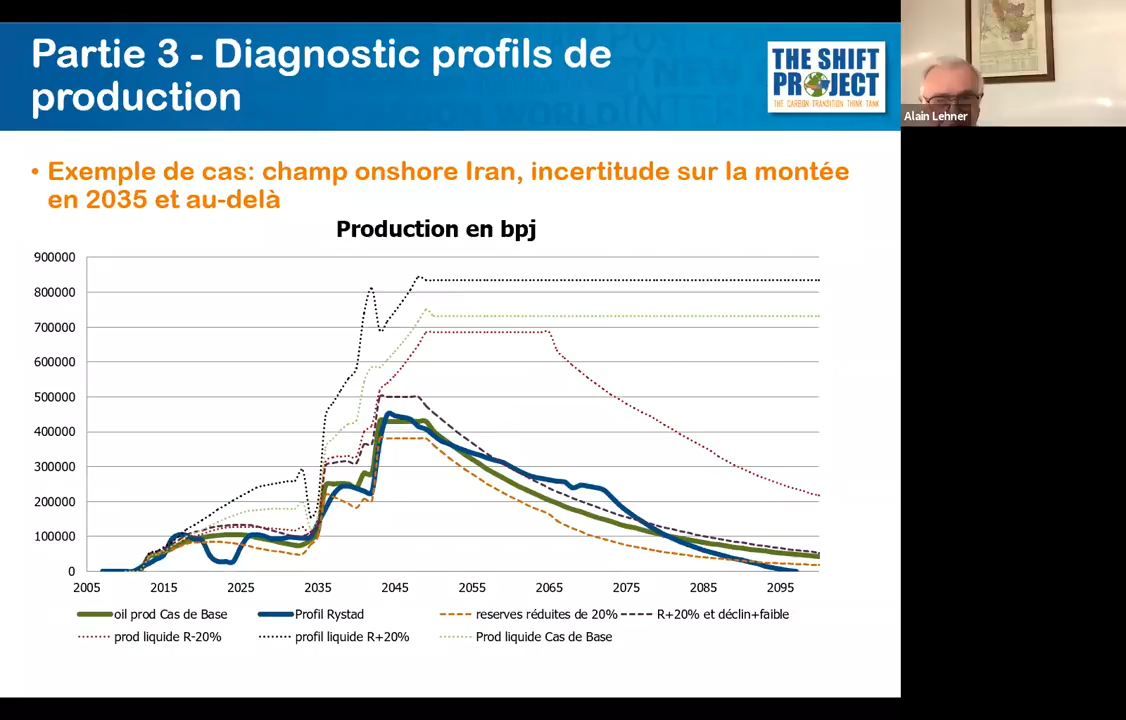 Partie 3 - Diagnostic profils de
production
THE SHIFT
PROJECT
THE CARBON TRANSITION THINK TANK
Alain Lehner
• Exemple de cas: champ onshore Iran, incertitude sur la montée
en 2035 et au-delà
Production en bpj
900000
800000
700000
600000
500000
400000
300000
200000
100000
0
2005 2015 2025 2035 2045 2055 2065 2075 2085 2095
oil prod Cas de Base Profil Rystad reserves réduites de 20% R+20% et déclin+faible
prod liquide R-20% profil liquide R+20% Prod liquide Cas de Base